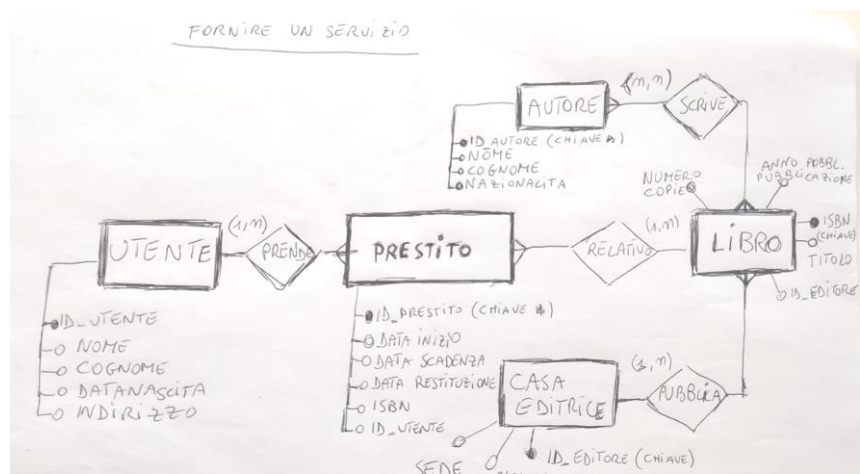 FORNIRE UN SERVIZIO
(n,n)
AUTORE
SCRIVE
ID_AUTORE (CHIAVE)
NOME
COGNOME
NAZIONALITA
NUMERO
COPIE
ANNO PUBBL.
PUBBLICAZIONE
ISBN
(CHIAVE)
TITOLO
ID_EDITORE
(1,n)
UTENTE
PRENDE
PRESTITO
RELATIVO
(1,n)
LIBRO
ID_UTENTE
NOME
COGNOME
DATANASCITA
INDIRIZZO
ID_PRESTITO (CHIAVE)
DATA INIZIO
DATA SCADENZA
DATA RESTITUZIONE
ISBN
ID_UTENTE
CASA
EDITRICE
(1,n)
PUBBLICA
SEDE
ID_EDITORE (CHIAVE)